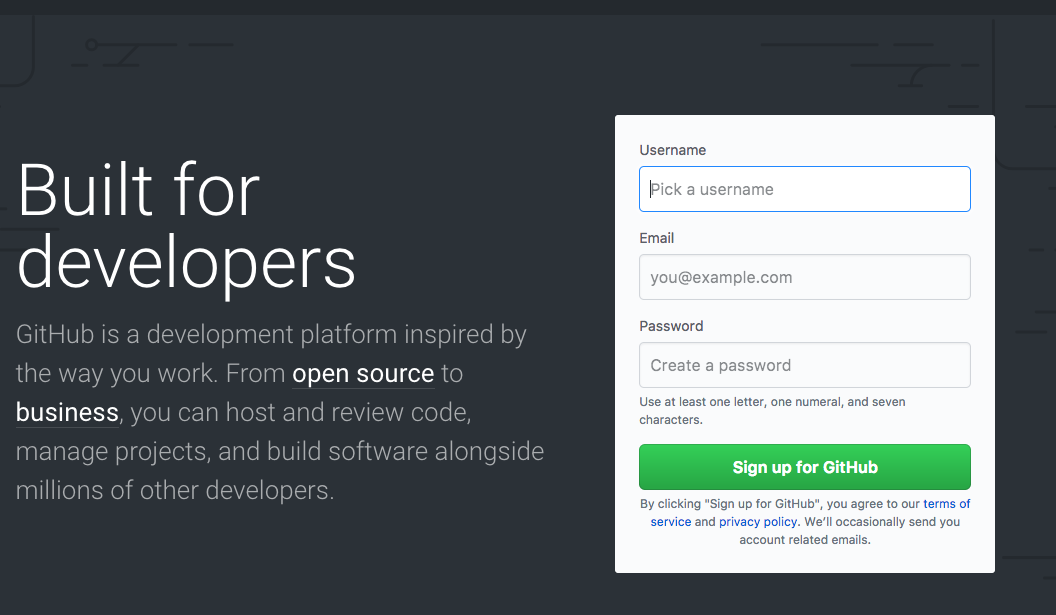 Built for
developers
GitHub is a development platform inspired by
the way you work. From open source to
business, you can host and review code,
manage projects, and build software alongside
millions of other developers.
Username
Pick a username
Email
you@example.com
Password
Create a password
Use at least one letter, one numeral, and seven
characters.
Sign up for GitHub
By clicking "Sign up for GitHub", you agree to our terms of
service and privacy policy. We’ll occasionally send you
account related emails.